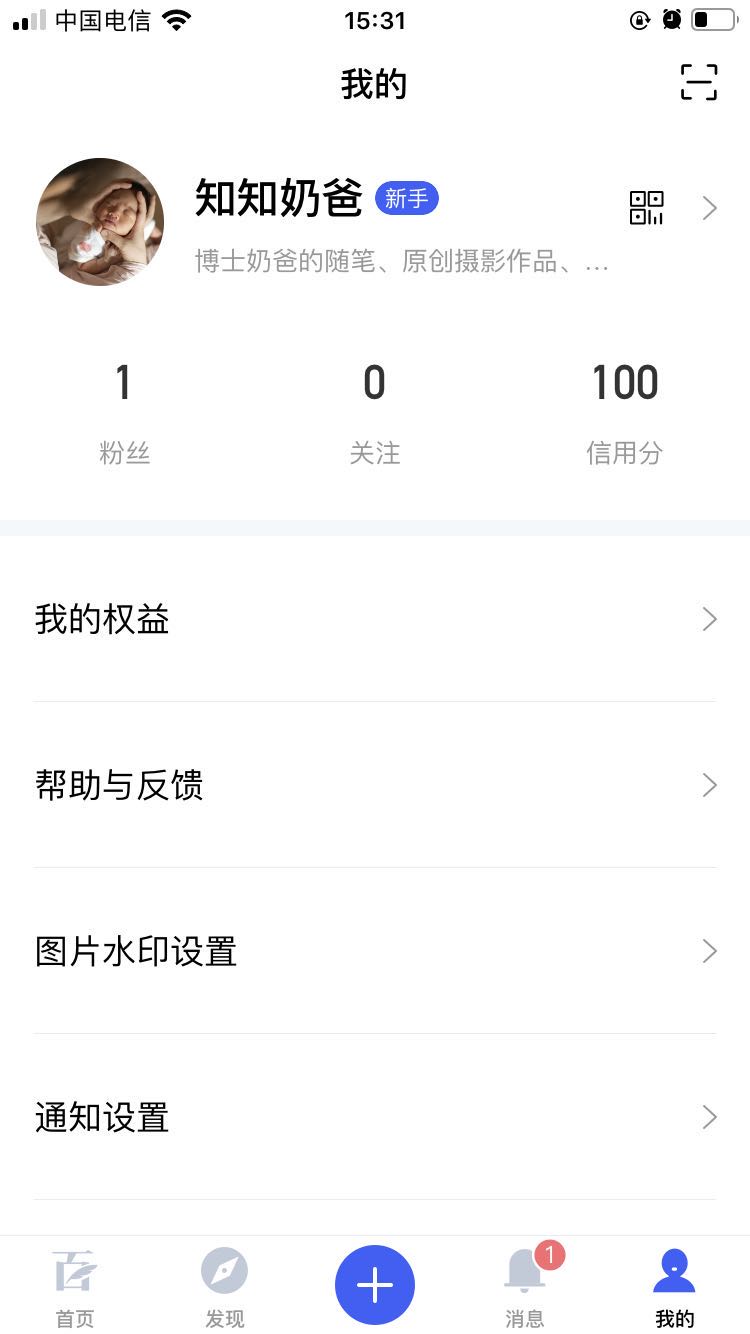 中国电信 15:31
我的
知知奶爸 新手
博士奶爸的随笔、原创摄影作品、...
1 0 100
粉丝 关注 信用分
我的权益
帮助与反馈
图片水印设置
通知设置
百 1
首页 发现 消息 我的